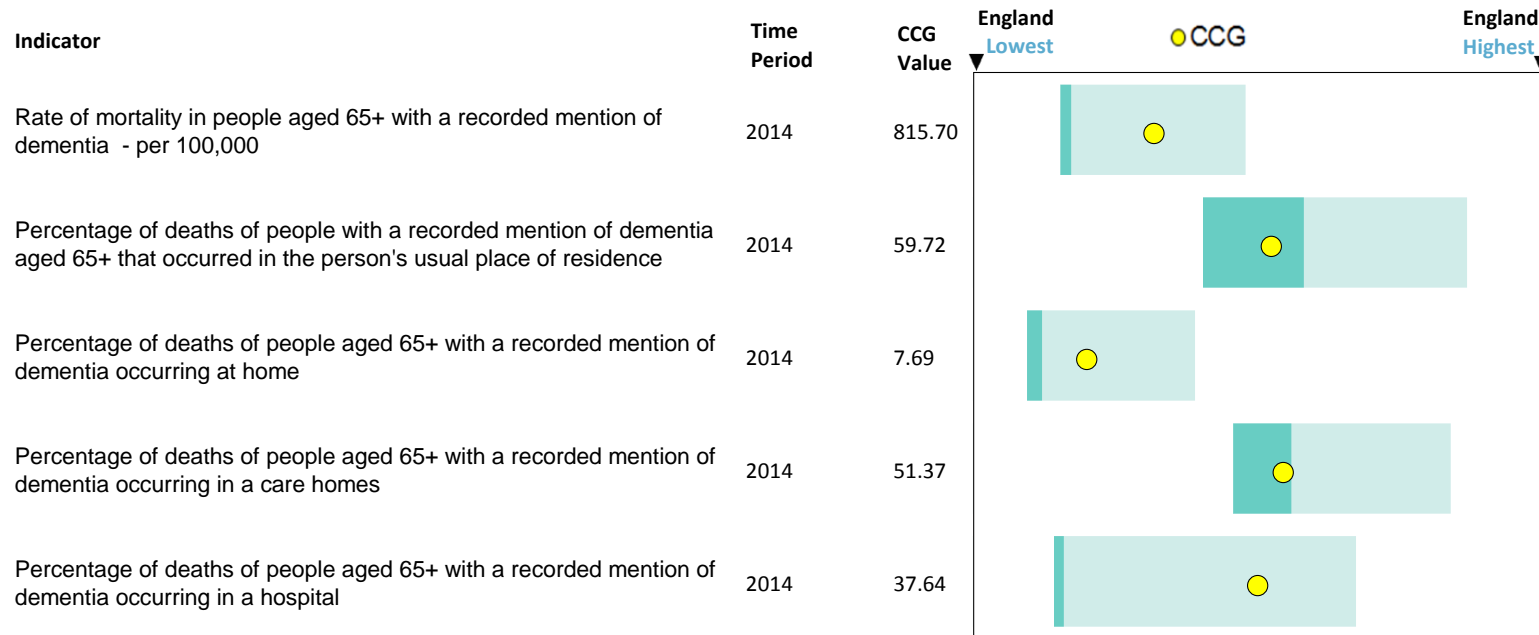 Indicator
Time
Period
CCG
Value
England
Lowest
CCG
England
Highest
Rate of mortality in people aged 65+ with a recorded mention of
dementia  - per 100,000
2014
815.70
Percentage of deaths of people with a recorded mention of dementia
aged 65+ that occurred in the person's usual place of residence
2014
59.72
Percentage of deaths of people aged 65+ with a recorded mention of
dementia occurring at home
2014
7.69
Percentage of deaths of people aged 65+ with a recorded mention of
dementia occurring in a care homes
2014
51.37
Percentage of deaths of people aged 65+ with a recorded mention of
dementia occurring in a hospital
2014
37.64